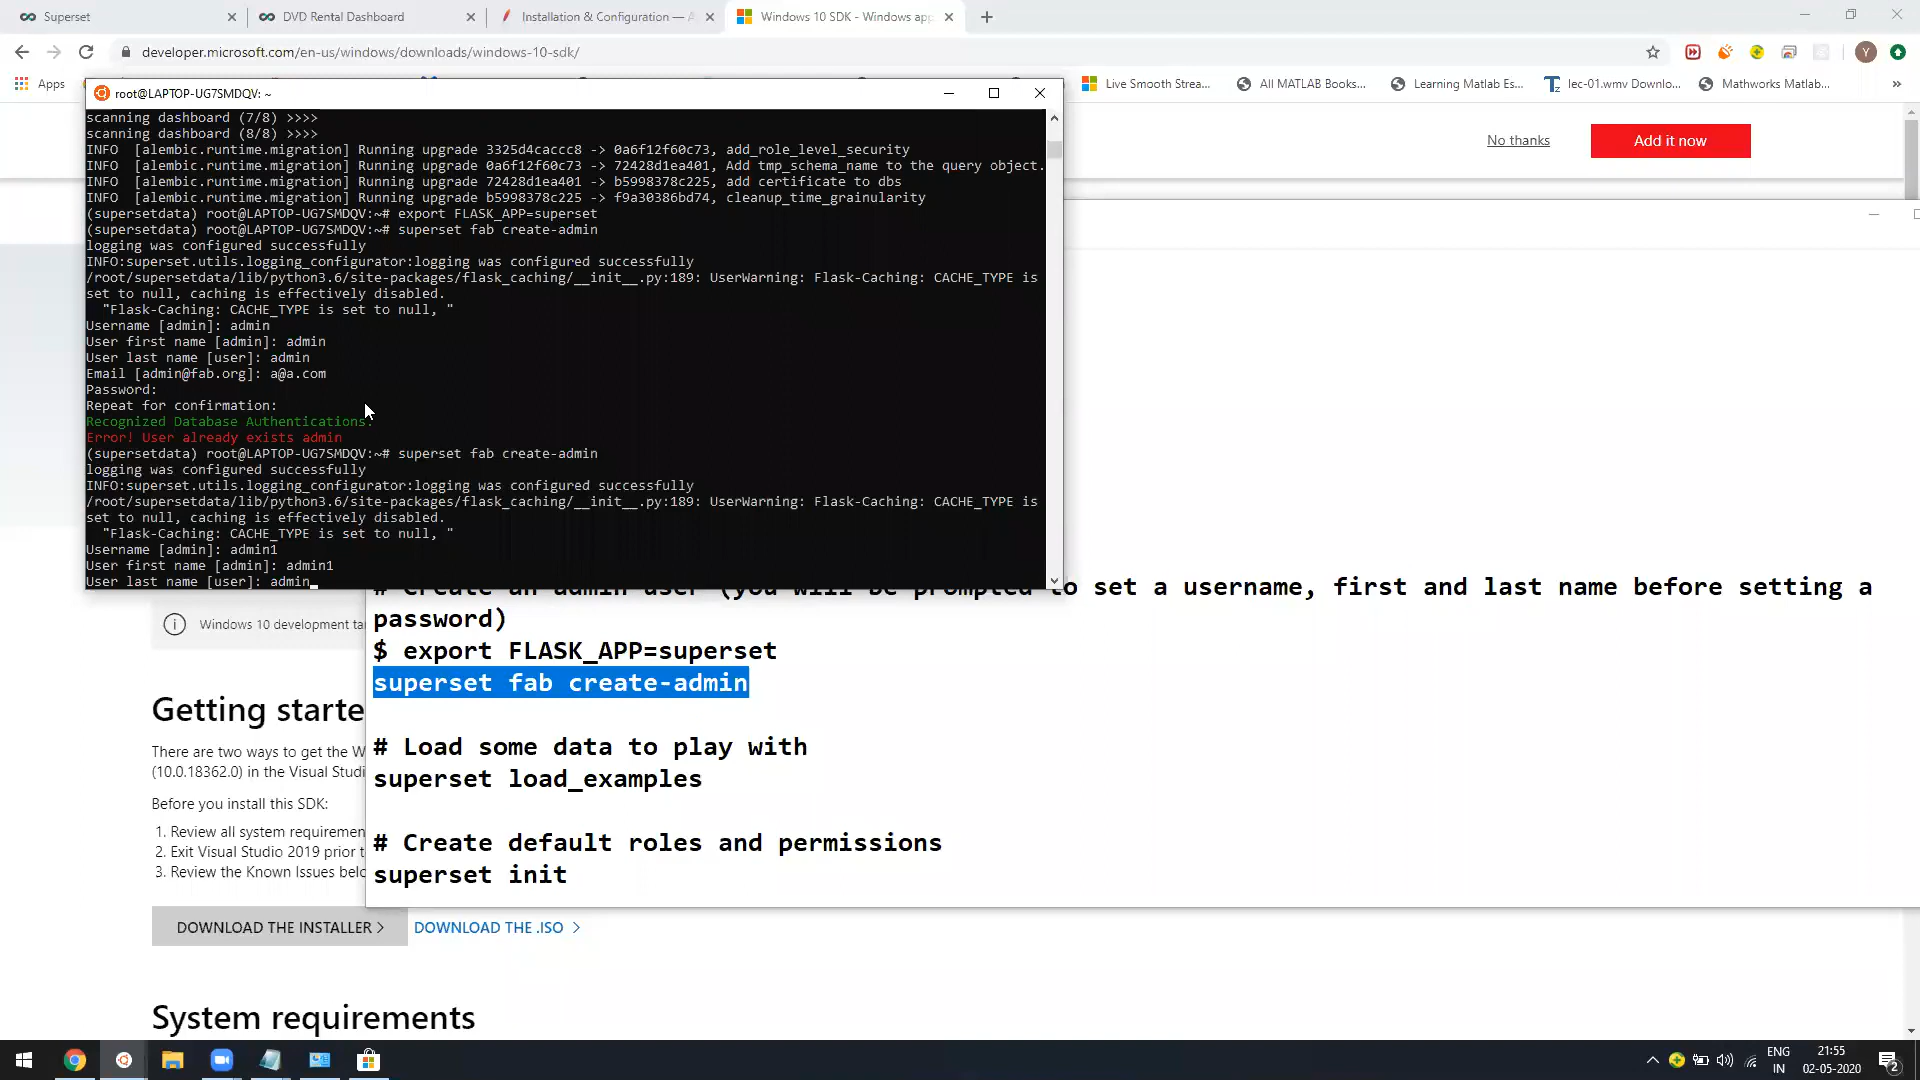 Superset
DVD Rental Dashboard
Installation & Configuration — A
Windows 10 SDK - Windows app
developer.microsoft.com/en-us/windows/downloads/windows-10-sdk/
Y
Apps
Live Smooth Strea...
All MATLAB Books...
Learning Matlab Es...
lec-01.wmv Downlo...
Mathworks Matlab...
»
No thanks
Add it now
root@LAPTOP-UG7SMDQV: ~
scanning dashboard (7/8) >>>>
scanning dashboard (8/8) >>>>
INFO  [alembic.runtime.migration] Running upgrade 3325d4caccc8 -> 0a6f12f60c73, add_role_level_security
INFO  [alembic.runtime.migration] Running upgrade 0a6f12f60c73 -> 72428d1ea401, Add tmp_schema_name to the query object.
INFO  [alembic.runtime.migration] Running upgrade 72428d1ea401 -> b5998378c225, add certificate to dbs
INFO  [alembic.runtime.migration] Running upgrade b5998378c225 -> f9a30386bd74, cleanup_time_grainularity
(supersetdata) root@LAPTOP-UG7SMDQV:~# export FLASK_APP=superset
(supersetdata) root@LAPTOP-UG7SMDQV:~# superset fab create-admin
logging was configured successfully
INFO:superset.utils.logging_configurator:logging was configured successfully
/root/supersetdata/lib/python3.6/site-packages/flask_caching/__init__.py:189: UserWarning: Flask-Caching: CACHE_TYPE is
set to null, caching is effectively disabled.
"Flask-Caching: CACHE_TYPE is set to null, "
Username [admin]: admin
User first name [admin]: admin
User last name [user]: admin
Email [admin@fab.org]: a@a.com
Password:
Repeat for confirmation:
Recognized Database Authentications.
Error! User already exists admin
(supersetdata) root@LAPTOP-UG7SMDQV:~# superset fab create-admin
logging was configured successfully
INFO:superset.utils.logging_configurator:logging was configured successfully
/root/supersetdata/lib/python3.6/site-packages/flask_caching/__init__.py:189: UserWarning: Flask-Caching: CACHE_TYPE is
set to null, caching is effectively disabled.
"Flask-Caching: CACHE_TYPE is set to null, "
Username [admin]: admin1
User first name [admin]: admin1
User last name [user]: admin_
# Create an admin user (you will be prompted to set a username, first and last name before setting a
password)
$ export FLASK_APP=superset
superset fab create-admin
# Load some data to play with
superset load_examples
# Create default roles and permissions
superset init
Windows 10 development ta
Getting starte
There are two ways to get the W
(10.0.18362.0) in the Visual Studi
Before you install this SDK:
1. Review all system requiremen
2. Exit Visual Studio 2019 prior t
3. Review the Known Issues belo
DOWNLOAD THE INSTALLER >
DOWNLOAD THE .ISO >
System requirements
ENG
IN
21:55
02-05-2020
2